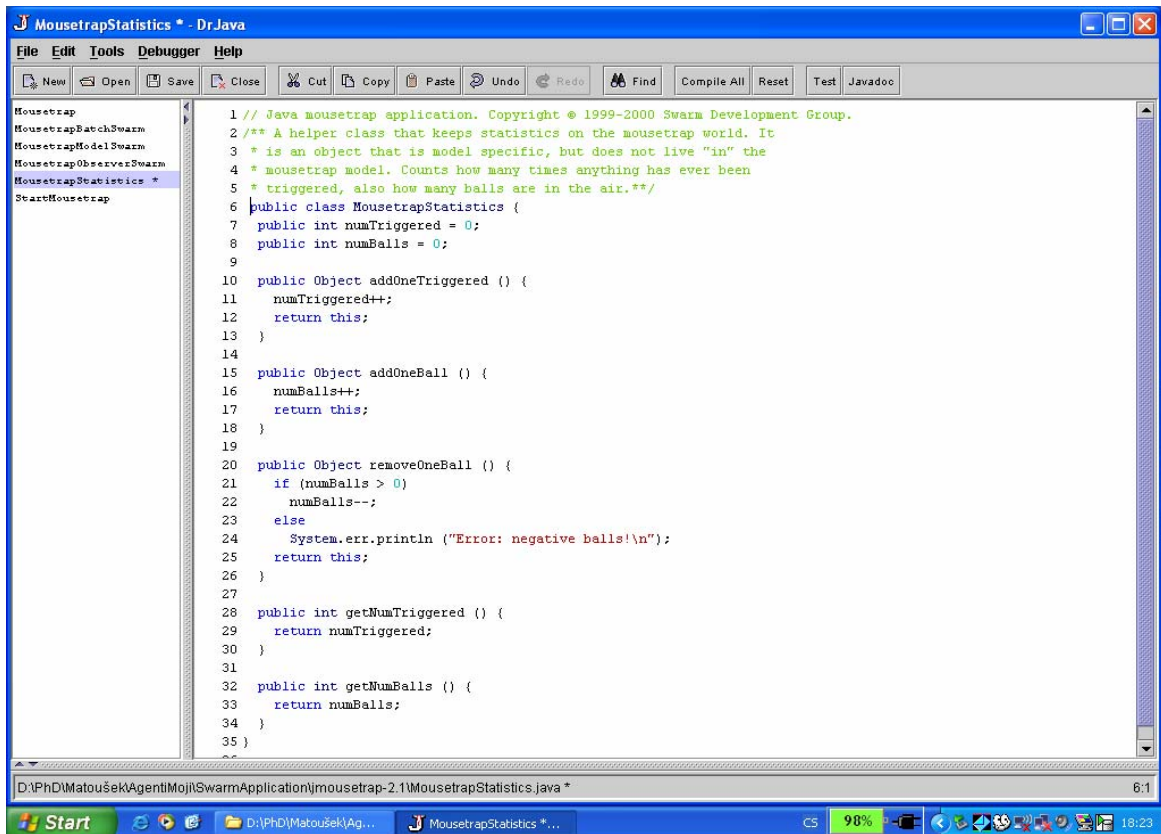 MousetrapStatistics * - DrJava
File Edit Tools Debugger Help
New Open Save Close Cut Copy Paste Undo Redo Find Compile All Reset Test Javadoc
Mousetrap
MousetrapBatchSwarm
MousetrapModelSwarm
MousetrapObserverSwarm
MousetrapStatistics *
StartMousetrap
1 // Java mousetrap application. Copyright © 1999-2000 Swarm Development Group.
2 /** A helper class that keeps statistics on the mousetrap world. It
3 * is an object that is model specific, but does not live "in" the
4 * mousetrap model. Counts how many times anything has ever been
5 * triggered, also how many balls are in the air.**/
6 public class MousetrapStatistics {
7 public int numTriggered = 0;
8 public int numBalls = 0;
9
10 public Object addOneTriggered () {
11 numTriggered++;
12 return this;
13 }
14
15 public Object addOneBall () {
16 numBalls++;
17 return this;
18 }
19
20 public Object removeOneBall () {
21 if (numBalls > 0)
22 numBalls--;
23 else
24 System.err.println ("Error: negative balls!\n");
25 return this;
26 }
27
28 public int getNumTriggered () {
29 return numTriggered;
30 }
31
32 public int getNumBalls () {
33 return numBalls;
34 }
35 }
D:\PhD\Matoušek\AgentiMoji\SwarmApplication\jmousetrap-2.1\MousetrapStatistics.java * 6:1
Start D:\PhD\Matoušek\Ag... MousetrapStatistics *... CS 98% 18:23